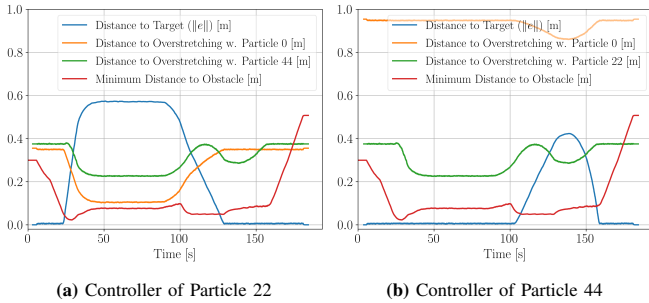 1.0
0.8
0.6
0.4
0.2
0.0
Distance to Target (‖e‖) [m]
Distance to Overstretching w. Particle 0 [m]
Distance to Overstretching w. Particle 44 [m]
Minimum Distance to Obstacle [m]
0 50 100 150
Time [s]
(a) Controller of Particle 22
1.0
0.8
0.6
0.4
0.2
0.0
Distance to Target (‖e‖) [m]
Distance to Overstretching w. Particle 0 [m]
Distance to Overstretching w. Particle 22 [m]
Minimum Distance to Obstacle [m]
0 50 100 150
Time [s]
(b) Controller of Particle 44